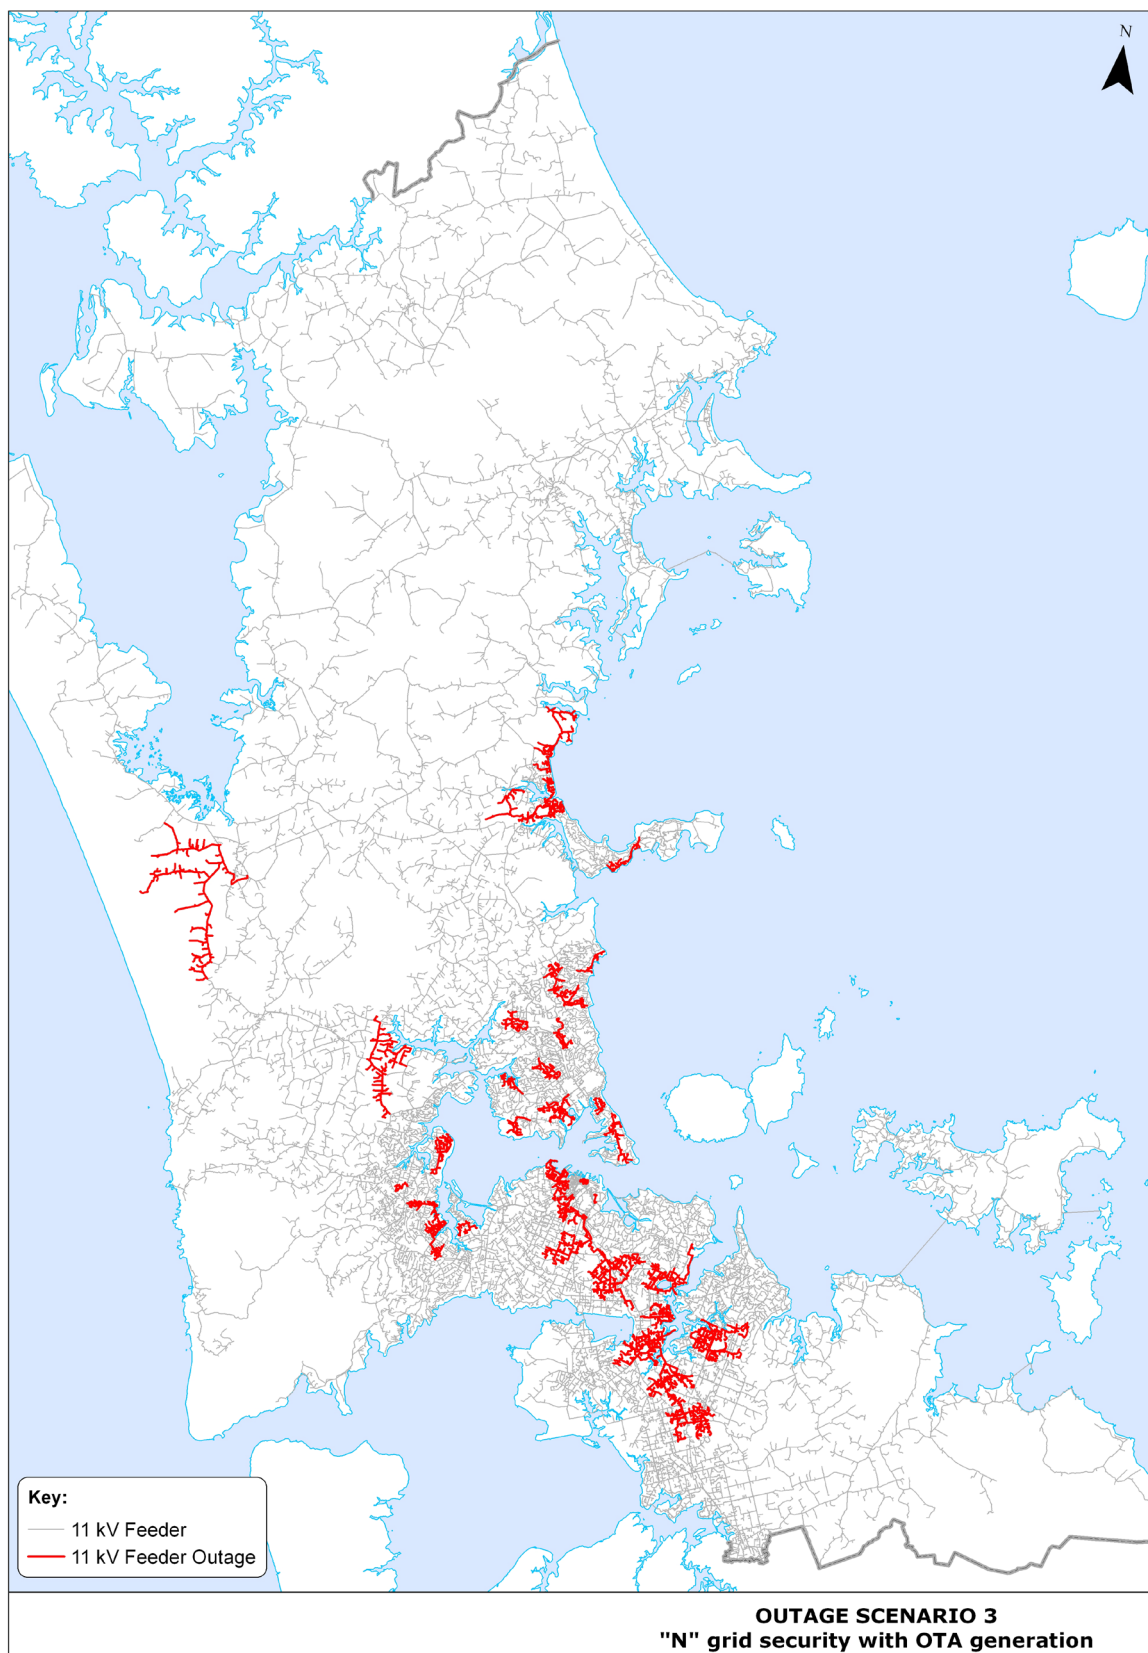 N
Key:
11 kV Feeder
11 kV Feeder Outage
OUTAGE SCENARIO 3
"N" grid security with OTA generation